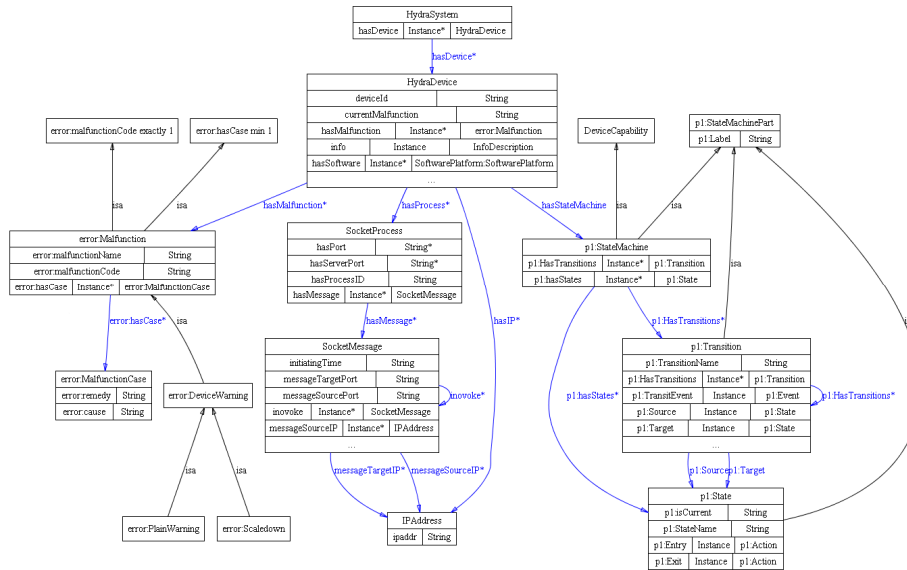 HydraSystem
hasDevice Instance* HydraDevice
hasDevice*
HydraDevice
deviceId String
currentMalfunction String
hasMalfunction Instance* error:Malfunction
info Instance InfoDescription
hasSoftware Instance* SoftwarePlatform:SoftwarePlatform
...
error:malfunctionCode exactly 1
error:hasCase min 1
DeviceCapability
p1:StateMachinePart
p1:Label String
isa
isa
hasMalfunction*
hasProcess*
hasStateMachine
isa
isa
error:Malfunction
error:malfunctionName String
error:malfunctionCode String
error:hasCase Instance* error:MalfunctionCase
SocketProcess
hasPort String*
hasServerPort String*
hasProcessID String
hasMessage Instance* SocketMessage
p1:StateMachine
p1:HasTransitions Instance* p1:Transition
p1:hasStates Instance* p1:State
isa
error:hasCase*
isa
hasMessage*
hasIP*
p1:HasTransitions*
SocketMessage
initiatingTime String
messageTargetPort String
messageSourcePort String
inovoke Instance* SocketMessage
messageSourceIP Instance* IPAddress
...
inovoke*
p1:Transition
p1:TransitionName String
p1:HasTransitions Instance* p1:Transition
p1:TransitEvent Instance p1:Event
p1:Source Instance p1:State
p1:Target Instance p1:State
...
p1:HasTransitions*
p1:hasStates*
error:MalfunctionCase
error:remedy String
error:cause String
error:DeviceWarning
isa
isa
messageTargetIP*
messageSourceIP*
p1:Source
p1:Target
error:PlainWarning
error:Scaledown
IPAddress
ipaddr String
p1:State
p1:isCurrent String
p1:StateName String
p1:Entry Instance p1:Action
p1:Exit Instance p1:Action